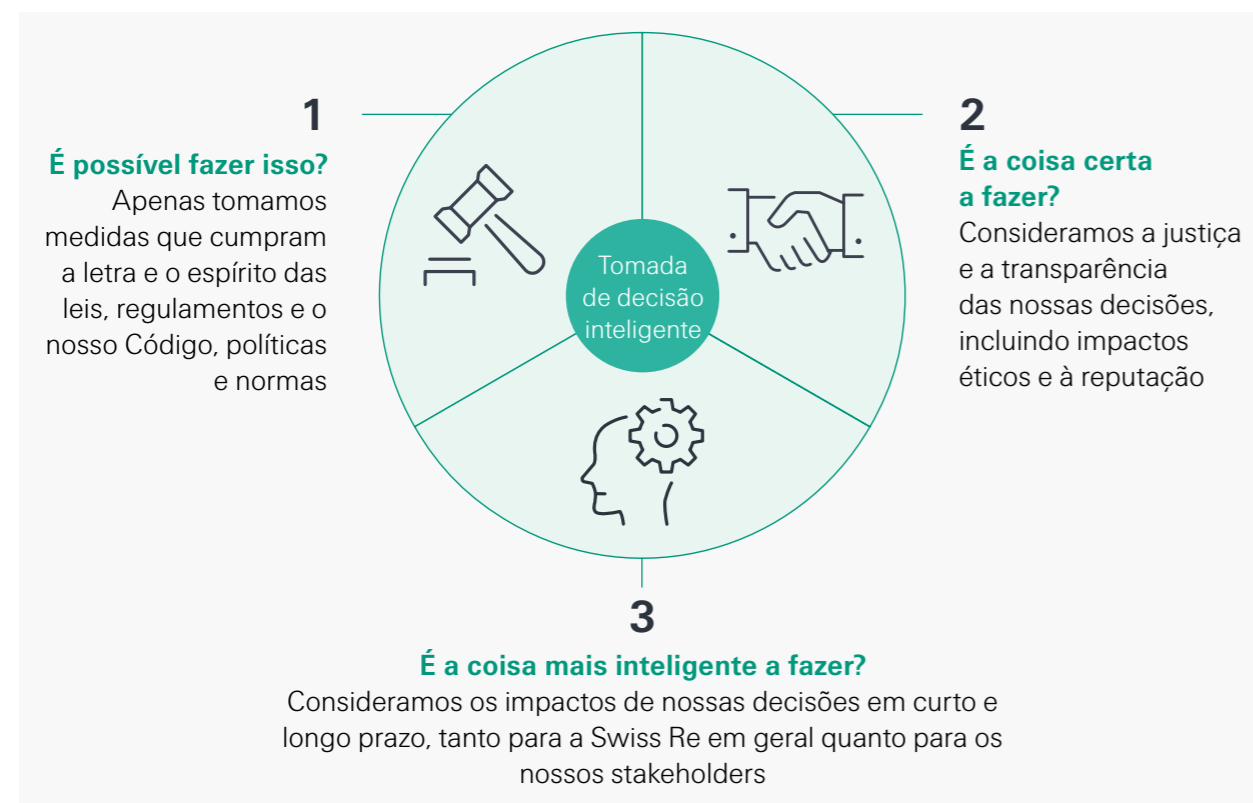 1
É possível fazer isso?
Apenas tomamos
medidas que cumpram
a letra e o espírito das
leis, regulamentos e o
nosso Código, políticas
e normas
2
É a coisa certa
a fazer?
Consideramos a justiça
e a transparência
das nossas decisões,
incluindo impactos
éticos e à reputação
Tomada
de decisão
inteligente
3
É a coisa mais inteligente a fazer?
Consideramos os impactos de nossas decisões em curto e
longo prazo, tanto para a Swiss Re em geral quanto para os
nossos stakeholders